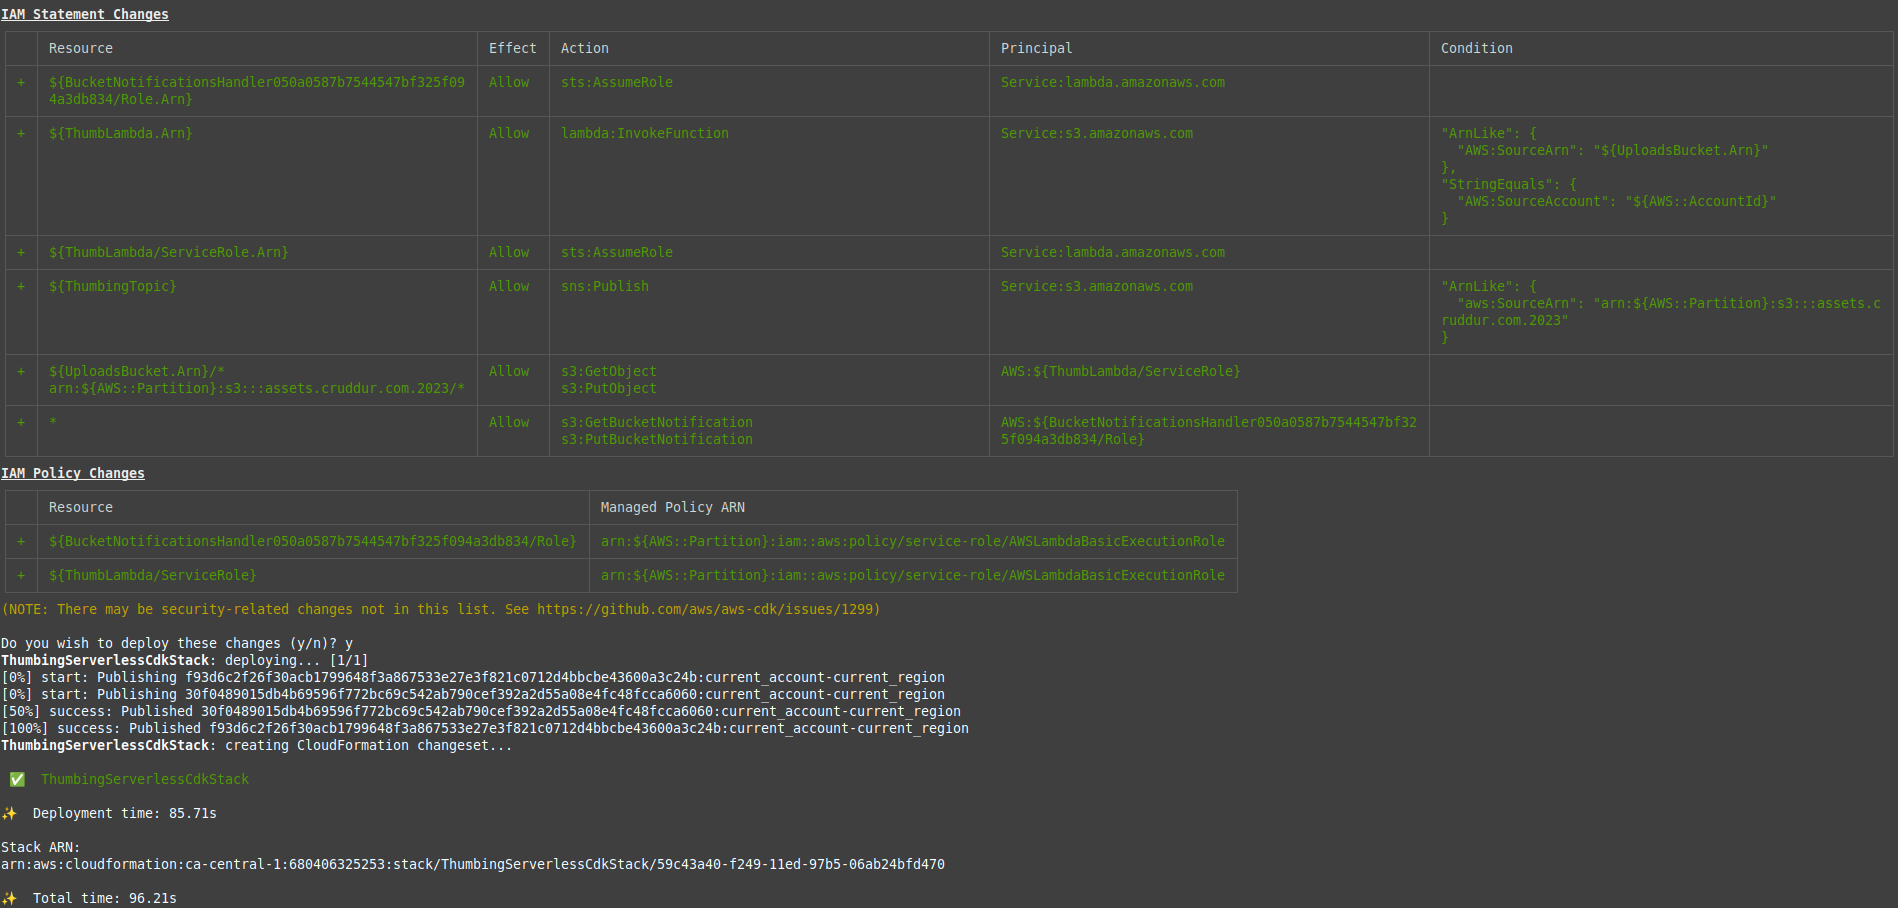 IAM Statement Changes
Resource Effect Action Principal Condition
+ ${BucketNotificationsHandler050a0587b7544547bf325f09 Allow sts:AssumeRole Service:lambda.amazonaws.com
4a3db834/Role.Arn}
+ ${ThumbLambda.Arn} Allow lambda:InvokeFunction Service:s3.amazonaws.com "ArnLike": {
"AWS:SourceArn": "${UploadsBucket.Arn}"
},
"StringEquals": {
"AWS:SourceAccount": "${AWS::AccountId}"
}
+ ${ThumbLambda/ServiceRole.Arn} Allow sts:AssumeRole Service:lambda.amazonaws.com
+ ${ThumbingTopic} Allow sns:Publish Service:s3.amazonaws.com "ArnLike": {
"aws:SourceArn": "arn:${AWS::Partition}:s3:::assets.c
ruddur.com.2023"
}
+ ${UploadsBucket.Arn}/* Allow s3:GetObject AWS:${ThumbLambda/ServiceRole}
arn:${AWS::Partition}:s3:::assets.cruddur.com.2023/* s3:PutObject
+ * Allow s3:GetBucketNotification AWS:${BucketNotificationsHandler050a0587b7544547bf32
s3:PutBucketNotification 5f094a3db834/Role}
IAM Policy Changes
Resource Managed Policy ARN
+ ${BucketNotificationsHandler050a0587b7544547bf325f094a3db834/Role} arn:${AWS::Partition}:iam::aws:policy/service-role/AWSLambdaBasicExecutionRole
+ ${ThumbLambda/ServiceRole} arn:${AWS::Partition}:iam::aws:policy/service-role/AWSLambdaBasicExecutionRole
(NOTE: There may be security-related changes not in this list. See https://github.com/aws/aws-cdk/issues/1299)
Do you wish to deploy these changes (y/n)? y
ThumbingServerlessCdkStack: deploying... [1/1]
[0%] start: Publishing f93d6c2f26f30acb1799648f3a867533e27e3f821c0712d4bbcbe43600a3c24b:current_account-current_region
[0%] start: Publishing 30f0489015db4b69596f772bc69c542ab790cef392a2d55a08e4fc48fcca6060:current_account-current_region
[50%] success: Published 30f0489015db4b69596f772bc69c542ab790cef392a2d55a08e4fc48fcca6060:current_account-current_region
[100%] success: Published f93d6c2f26f30acb1799648f3a867533e27e3f821c0712d4bbcbe43600a3c24b:current_account-current_region
ThumbingServerlessCdkStack: creating CloudFormation changeset...
✅ ThumbingServerlessCdkStack
✨ Deployment time: 85.71s
Stack ARN:
arn:aws:cloudformation:ca-central-1:680406325253:stack/ThumbingServerlessCdkStack/59c43a40-f249-11ed-97b5-06ab24bfd470
✨ Total time: 96.21s